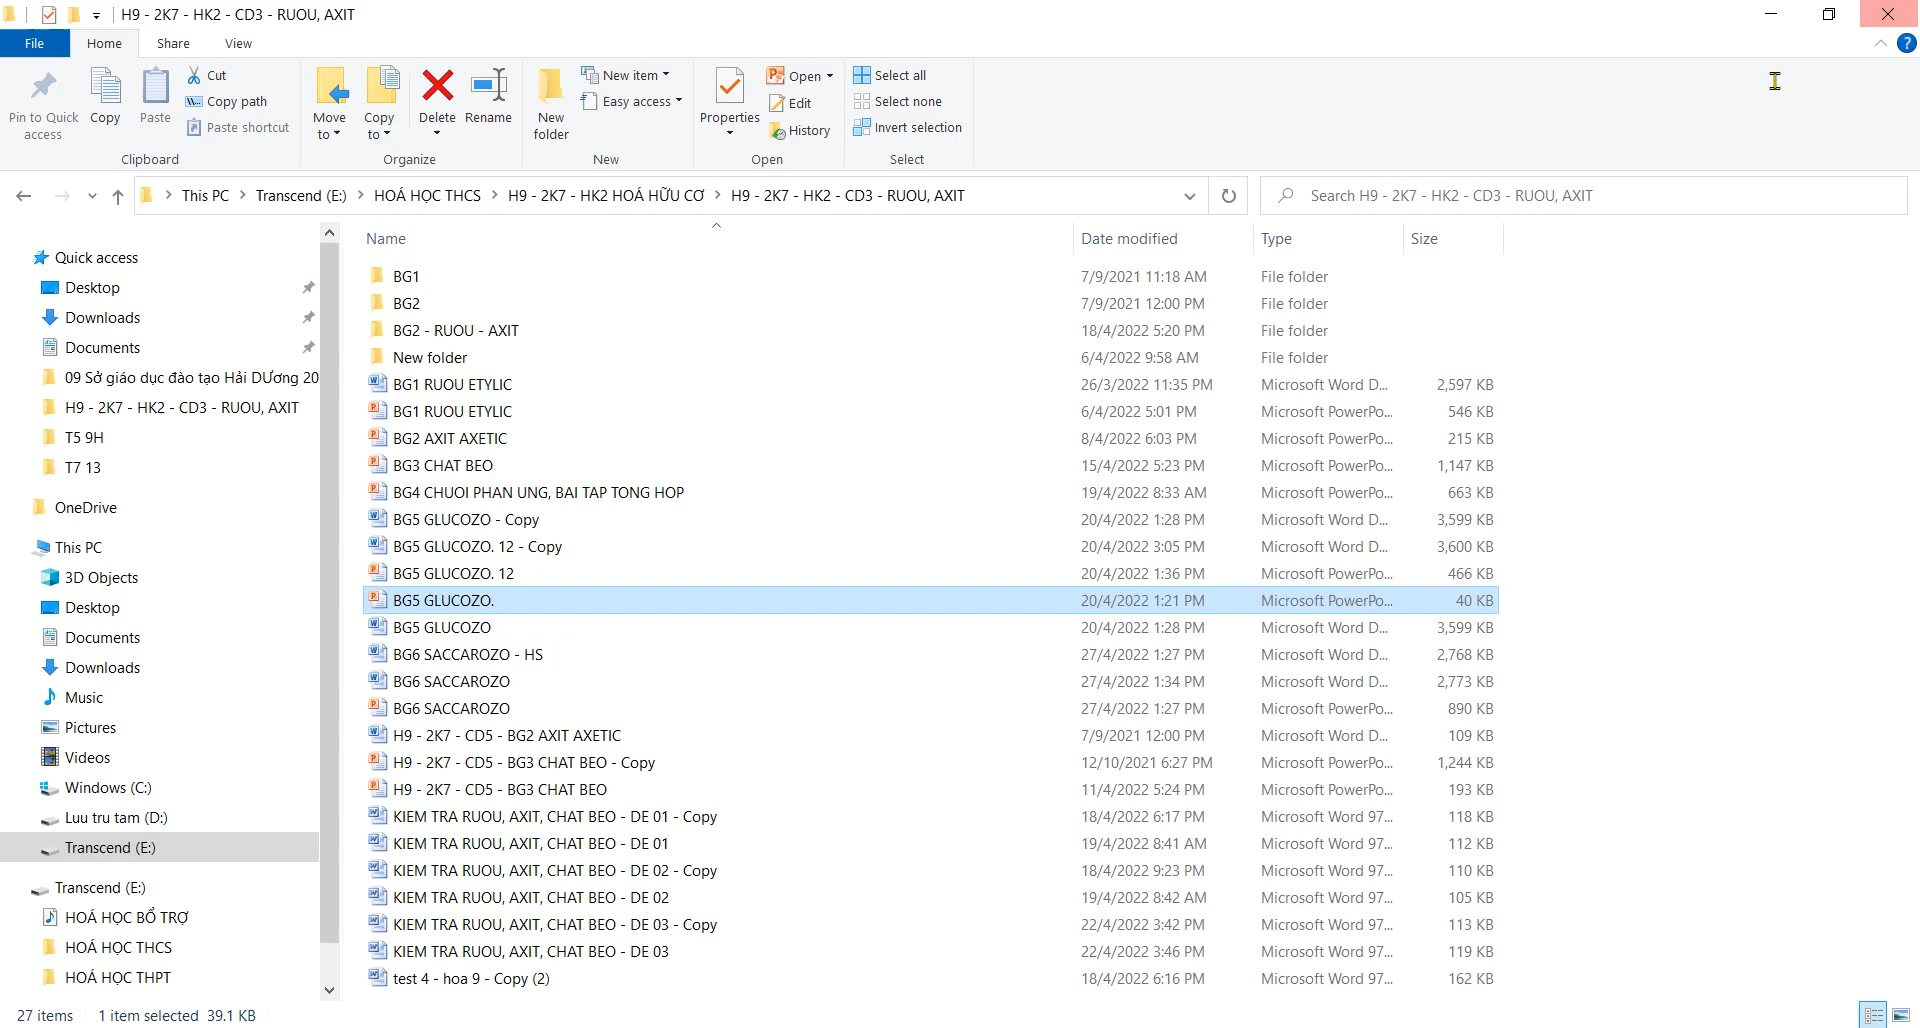 H9 - 2K7 - HK2 - CD3 - RUOU, AXIT
File Home Share View
Pin to Quick access
Copy
Paste
Cut
Copy path
Paste shortcut
Clipboard
Move to
Copy to
Delete
Rename
Organize
New folder
New item
Easy access
New
Properties
Open
Edit
History
Open
Select all
Select none
Invert selection
Select
This PC > Transcend (E:) > HOÁ HỌC THCS > H9 - 2K7 - HK2 HOÁ HỮU CƠ > H9 - 2K7 - HK2 - CD3 - RUOU, AXIT
Search H9 - 2K7 - HK2 - CD3 - RUOU, AXIT
Quick access
Desktop
Downloads
Documents
09 Sở giáo dục đào tạo Hải DƯơng 20
H9 - 2K7 - HK2 - CD3 - RUOU, AXIT
T5 9H
T7 13
OneDrive
This PC
3D Objects
Desktop
Documents
Downloads
Music
Pictures
Videos
Windows (C:)
Luu tru tam (D:)
Transcend (E:)
Transcend (E:)
HOÁ HỌC BỔ TRỢ
HOÁ HỌC THCS
HOÁ HỌC THPT
Name Date modified Type Size
BG1 7/9/2021 11:18 AM File folder
BG2 7/9/2021 12:00 PM File folder
BG2 - RUOU - AXIT 18/4/2022 5:20 PM File folder
New folder 6/4/2022 9:58 AM File folder
BG1 RUOU ETYLIC 26/3/2022 11:35 PM Microsoft Word D... 2,597 KB
BG1 RUOU ETYLIC 6/4/2022 5:01 PM Microsoft PowerPo... 546 KB
BG2 AXIT AXETIC 8/4/2022 6:03 PM Microsoft PowerPo... 215 KB
BG3 CHAT BEO 15/4/2022 5:23 PM Microsoft PowerPo... 1,147 KB
BG4 CHUOI PHAN UNG, BAI TAP TONG HOP 19/4/2022 8:33 AM Microsoft PowerPo... 663 KB
BG5 GLUCOZO - Copy 20/4/2022 1:28 PM Microsoft Word D... 3,599 KB
BG5 GLUCOZO. 12 - Copy 20/4/2022 3:05 PM Microsoft Word D... 3,600 KB
BG5 GLUCOZO. 12 20/4/2022 1:36 PM Microsoft PowerPo... 466 KB
BG5 GLUCOZO. 20/4/2022 1:21 PM Microsoft PowerPo... 40 KB
BG5 GLUCOZO 20/4/2022 1:28 PM Microsoft Word D... 3,599 KB
BG6 SACCAROZO - HS 27/4/2022 1:27 PM Microsoft Word D... 2,768 KB
BG6 SACCAROZO 27/4/2022 1:34 PM Microsoft Word D... 2,773 KB
BG6 SACCAROZO 27/4/2022 1:27 PM Microsoft PowerPo... 890 KB
H9 - 2K7 - CD5 - BG2 AXIT AXETIC 7/9/2021 12:00 PM Microsoft Word D... 109 KB
H9 - 2K7 - CD5 - BG3 CHAT BEO - Copy 12/10/2021 6:27 PM Microsoft PowerPo... 1,244 KB
H9 - 2K7 - CD5 - BG3 CHAT BEO 11/4/2022 5:24 PM Microsoft PowerPo... 193 KB
KIEM TRA RUOU, AXIT, CHAT BEO - DE 01 - Copy 18/4/2022 6:17 PM Microsoft Word 97... 118 KB
KIEM TRA RUOU, AXIT, CHAT BEO - DE 01 19/4/2022 8:41 AM Microsoft Word 97... 112 KB
KIEM TRA RUOU, AXIT, CHAT BEO - DE 02 - Copy 18/4/2022 9:23 PM Microsoft Word 97... 110 KB
KIEM TRA RUOU, AXIT, CHAT BEO - DE 02 19/4/2022 8:42 AM Microsoft Word 97... 105 KB
KIEM TRA RUOU, AXIT, CHAT BEO - DE 03 - Copy 22/4/2022 3:42 PM Microsoft Word 97... 113 KB
KIEM TRA RUOU, AXIT, CHAT BEO - DE 03 22/4/2022 3:46 PM Microsoft Word 97... 119 KB
test 4 - hoa 9 - Copy (2) 18/4/2022 6:16 PM Microsoft Word 97... 162 KB
27 items 1 item selected 39.1 KB